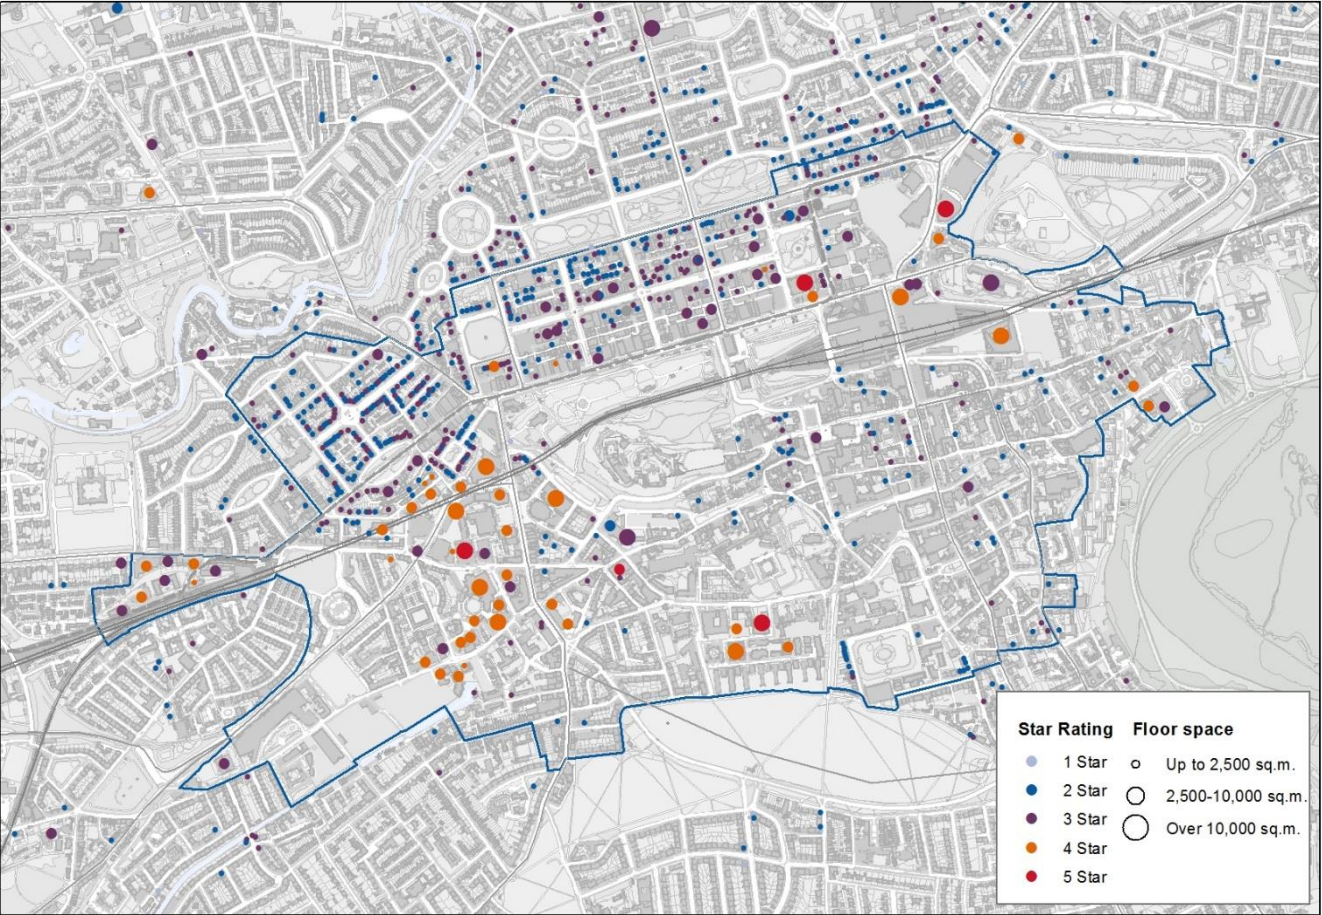 Star Rating Floor space
1 Star Up to 2,500 sq.m.
2 Star 2,500-10,000 sq.m.
3 Star Over 10,000 sq.m.
4 Star
5 Star